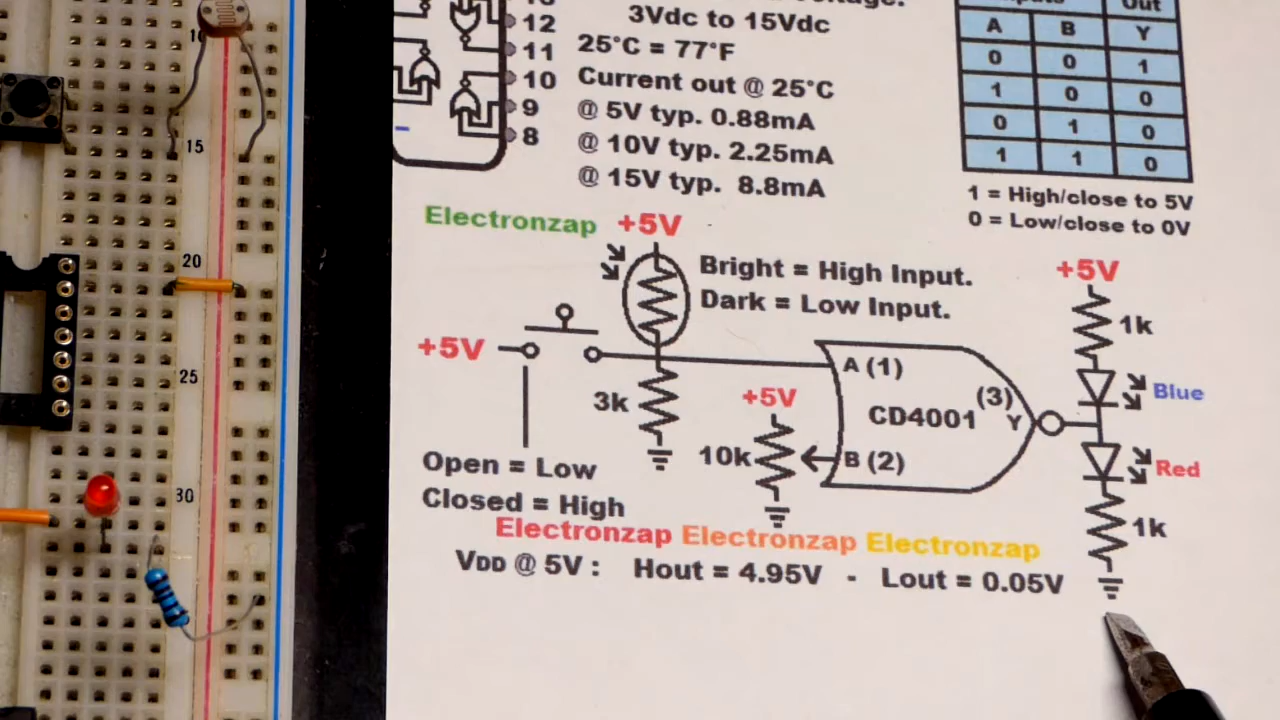 10
15
20
25
30
12
11
10
9
8
3Vdc to 15Vdc
25°C = 77°F
Current out @ 25°C
@ 5V typ. 0.88mA
@ 10V typ. 2.25mA
@ 15V typ. 8.8mA
Out
A B Y
0 0 1
1 0 0
0 1 0
1 1 0
1 = High/close to 5V
0 = Low/close to 0V
Electronzap
+5V
Bright = High Input.
Dark = Low Input.
+5V
3k
Open = Low
Closed = High
+5V
10k
A (1)
CD4001
(3)
Y
B (2)
+5V
1k
Blue
Red
1k
Electronzap Electronzap Electronzap
VDD @ 5V : Hout = 4.95V - Lout = 0.05V